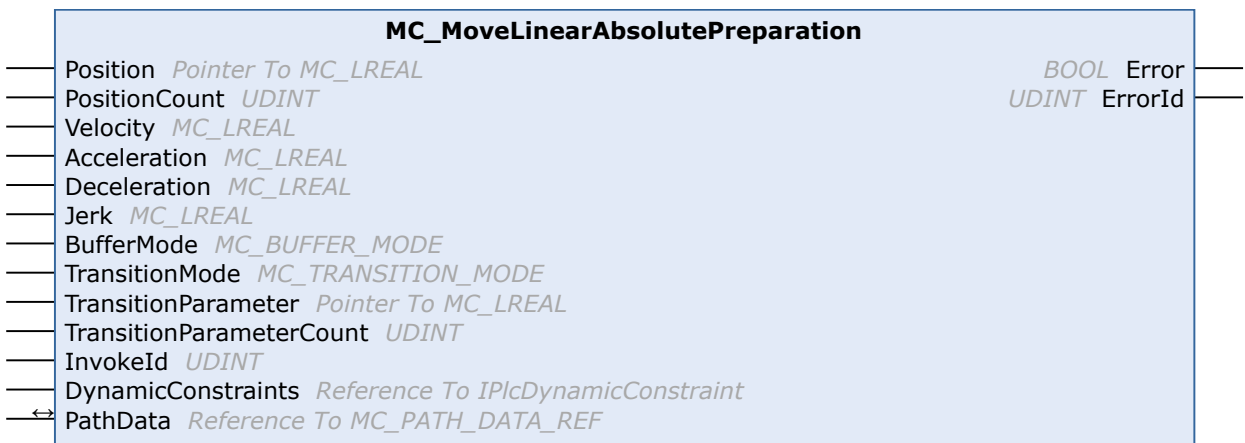 MC_MoveLinearAbsolutePreparation
Position Pointer To MC_LREAL BOOL Error
PositionCount UDINT UDINT ErrorId
Velocity MC_LREAL
Acceleration MC_LREAL
Deceleration MC_LREAL
Jerk MC_LREAL
BufferMode MC_BUFFER_MODE
TransitionMode MC_TRANSITION_MODE
TransitionParameter Pointer To MC_LREAL
TransitionParameterCount UDINT
InvokeId UDINT
DynamicConstraints Reference To IPlcDynamicConstraint
PathData Reference To MC_PATH_DATA_REF